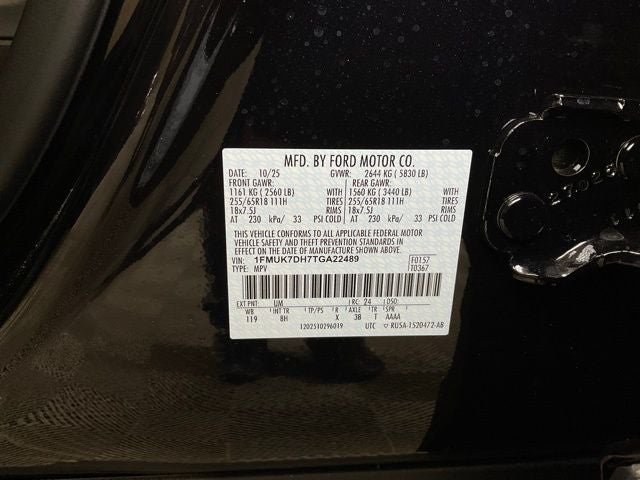 MFD. BY FORD MOTOR CO.
DATE: 10/25 GVWR: 2644 KG ( 5830 LB)
FRONT GAWR: REAR GAWR:
1161 KG ( 2560 LB) WITH 1560 KG ( 3440 LB) WITH
255/65R18 111H TIRES 255/65R18 111H TIRES
18x7.5J RIMS 18x7.5J RIMS
AT 230 kPa/ 33 PSI COLD AT 230 kPa/ 33 PSI COLD
THIS VEHICLE CONFORMS TO ALL APPLICABLE FEDERAL MOTOR
VEHICLE SAFETY AND THEFT PREVENTION STANDARDS IN
EFFECT ON THE DATE OF MANUFACTURE SHOWN ABOVE.
VIN: 1FMUK7DH7TGA22489 F0157
TYPE: MPV T0367
EXT PNT: UM RC: 24 DSO:
WB INT TR TP/PS R AXLE TR SPR
119 8H X 3B T AAAA
1202510296019 UTC ▽ RU5A-1520472-AB